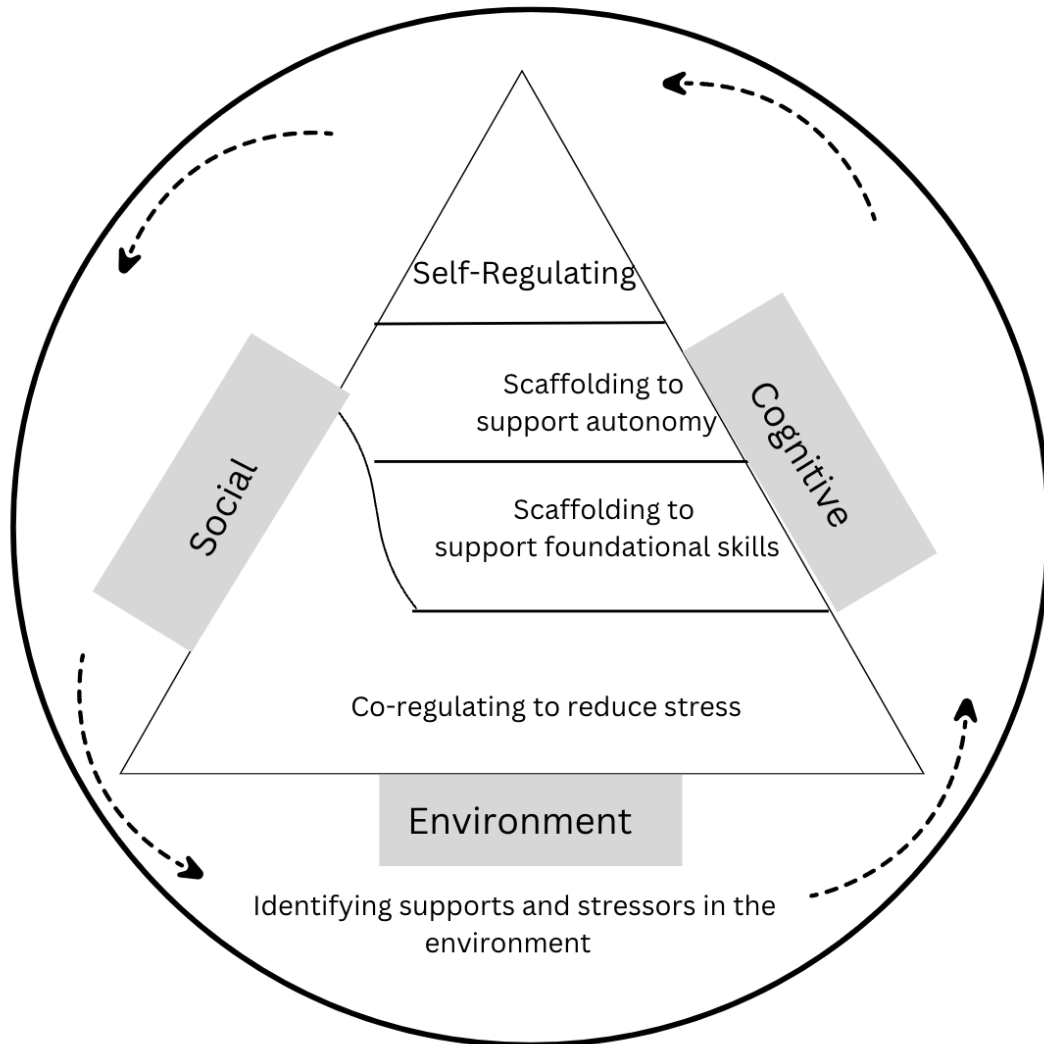 Self-Regulating
Scaffolding to
support autonomy
Cognitive
Social
Scaffolding to
support foundational skills
Co-regulating to reduce stress
Environment
Identifying supports and stressors in the
environment